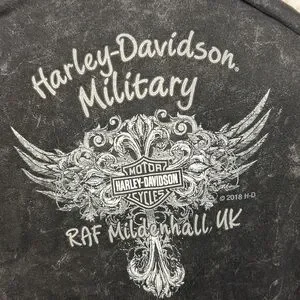 Harley-Davidson®
Military
MOTOR
HARLEY-DAVIDSON
CYCLES
© 2018 H-D
RAF Mildenhall, UK